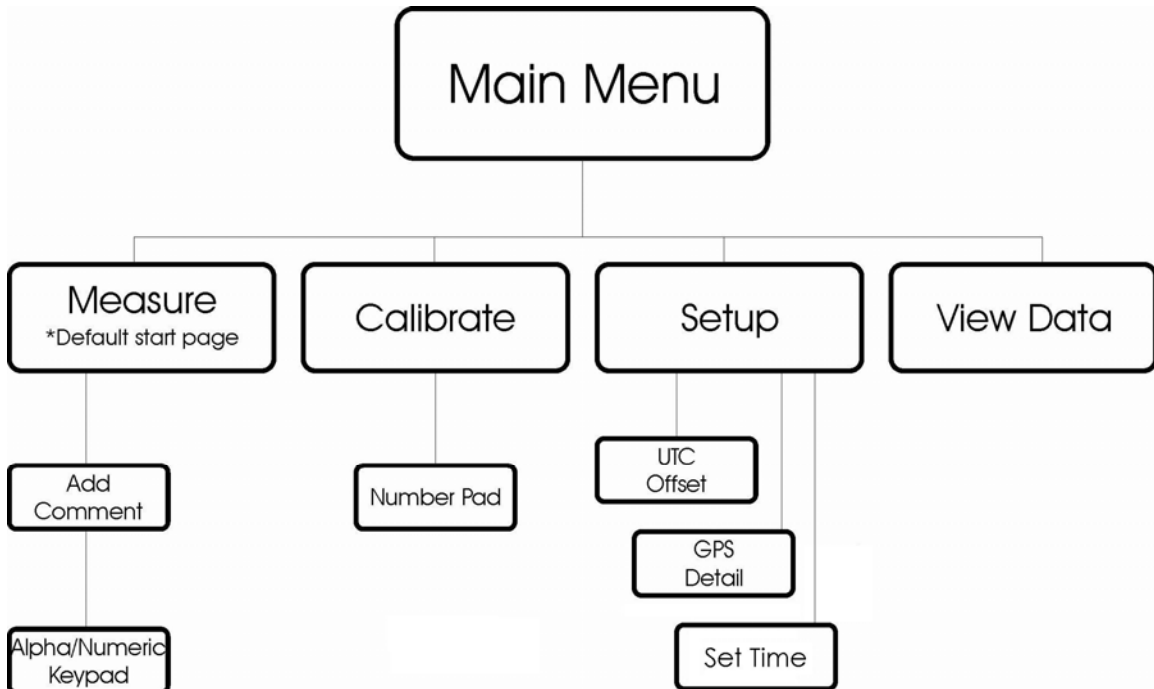 Main Menu
Measure
*Default start page
Calibrate
Setup
View Data
Add
Comment
Number Pad
UTC
Offset
GPS
Detail
Alpha/Numeric
Keypad
Set Time